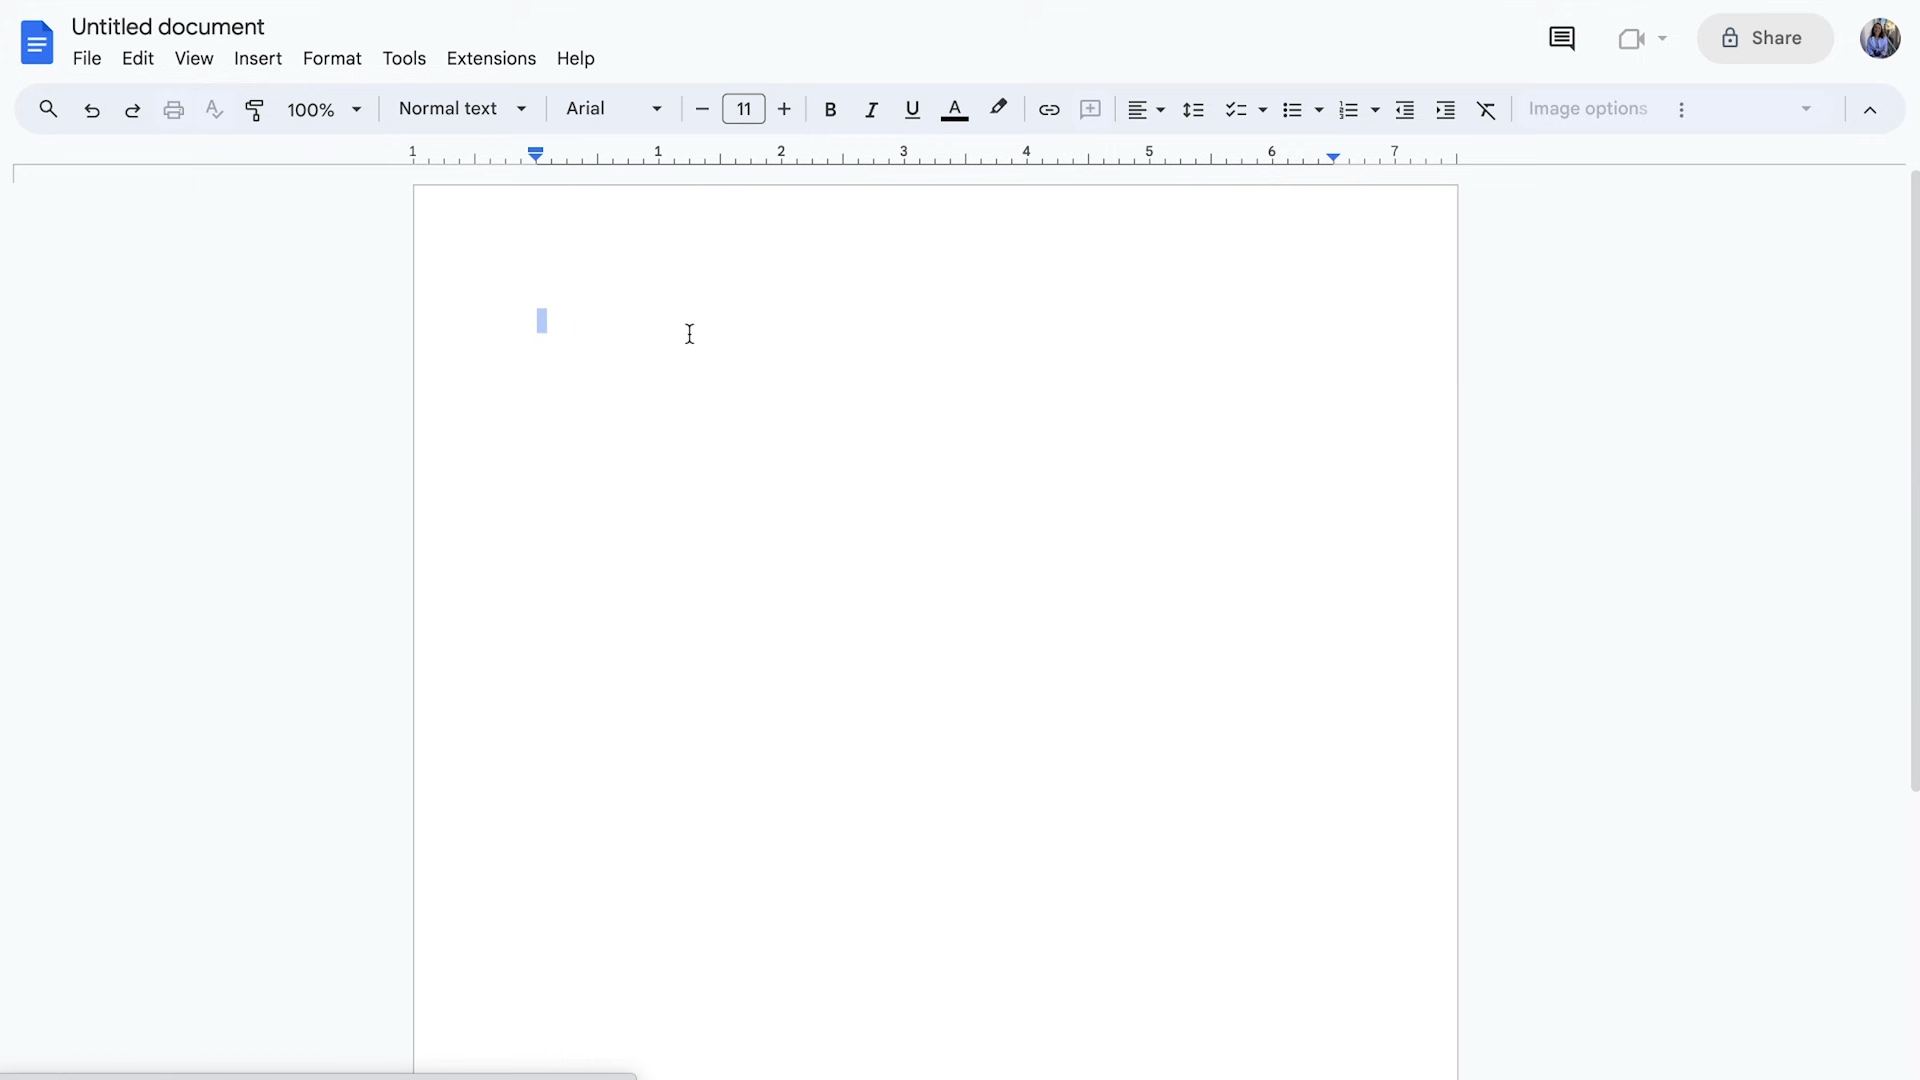 Untitled document
File Edit View Insert Format Tools Extensions Help
Share
100% Normal text Arial 11 B I U A Image options
1 1 2 3 4 5 6 7